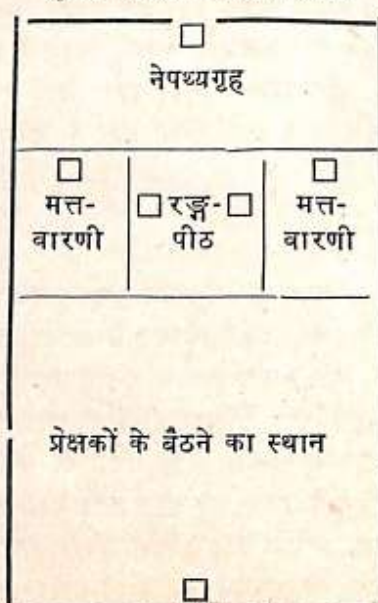 नेपथ्यगृह
मत्त-
वारणी
रङ्ग-
पीठ
मत्त-
वारणी
प्रेक्षकों के बैठने का स्थान